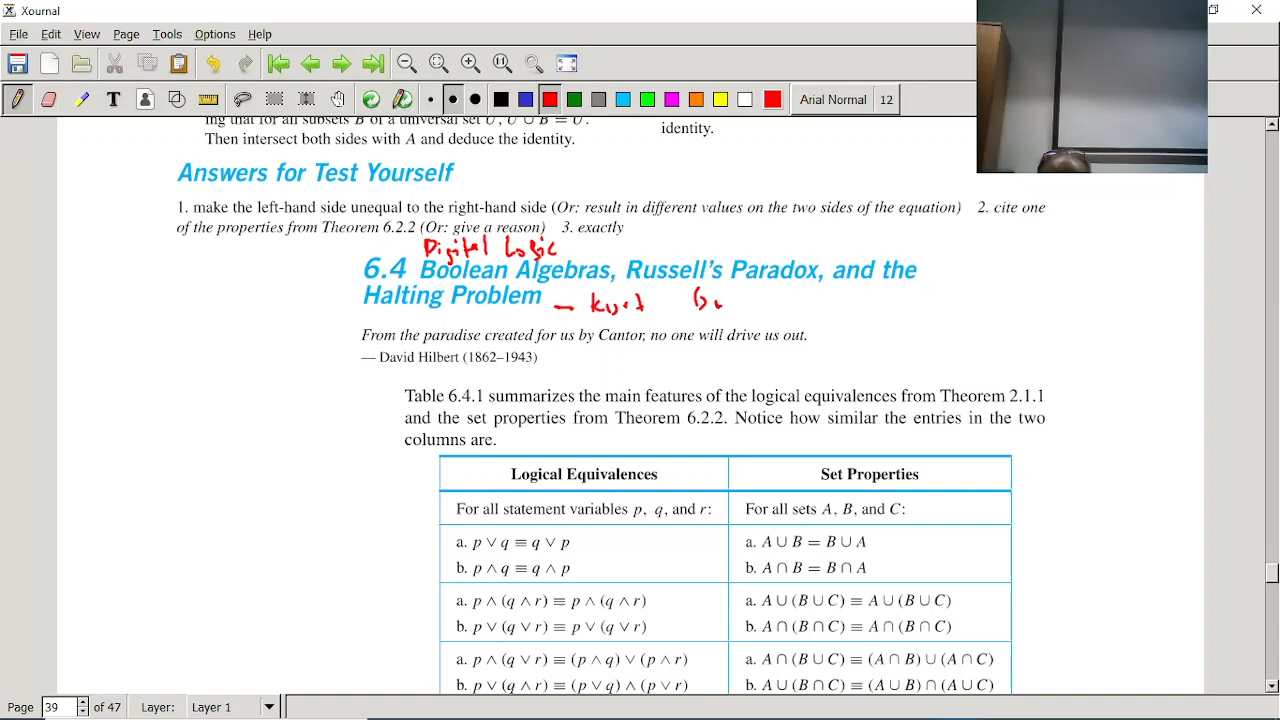 Xournal
File Edit View Page Tools Options Help
Arial Normal 12
ing that for all subsets B of a universal set U, U ∪ B = U.
Then intersect both sides with A and deduce the identity.
identity.
Answers for Test Yourself
1. make the left-hand side unequal to the right-hand side (Or: result in different values on the two sides of the equation) 2. cite one
of the properties from Theorem 6.2.2 (Or: give a reason) 3. exactly
Digital Logic
6.4 Boolean Algebras, Russell's Paradox, and the
Halting Problem — Kurt
From the paradise created for us by Cantor, no one will drive us out.
— David Hilbert (1862–1943)
Table 6.4.1 summarizes the main features of the logical equivalences from Theorem 2.1.1
and the set properties from Theorem 6.2.2. Notice how similar the entries in the two
columns are.
Logical Equivalences Set Properties
For all statement variables p, q, and r: For all sets A, B, and C:
a. p ∨ q ≡ q ∨ p a. A ∪ B = B ∪ A
b. p ∧ q ≡ q ∧ p b. A ∩ B = B ∩ A
a. p ∧ (q ∧ r) ≡ p ∧ (q ∧ r) a. A ∪ (B ∪ C) ≡ A ∪ (B ∪ C)
b. p ∨ (q ∨ r) ≡ p ∨ (q ∨ r) b. A ∩ (B ∩ C) ≡ A ∩ (B ∩ C)
a. p ∧ (q ∨ r) ≡ (p ∧ q) ∨ (p ∧ r) a. A ∩ (B ∪ C) ≡ (A ∩ B) ∪ (A ∩ C)
b. p ∨ (q ∧ r) ≡ (p ∨ q) ∧ (p ∨ r) b. A ∪ (B ∩ C) ≡ (A ∪ B) ∩ (A ∪ C)
Page 39 of 47 Layer: Layer 1